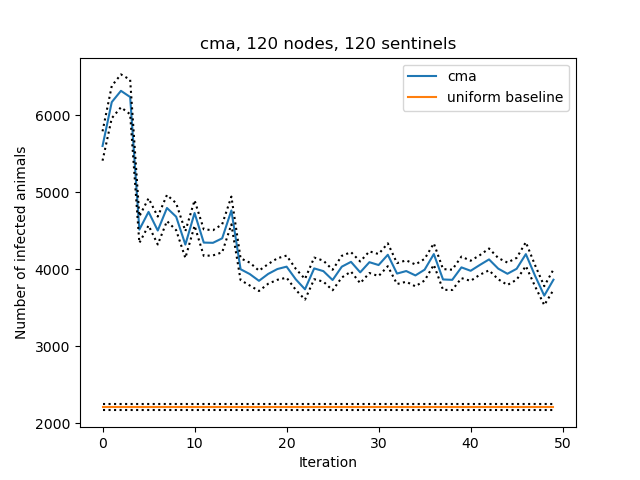 cma, 120 nodes, 120 sentinels
cma
uniform baseline
Number of infected animals
6000
5000
4000
3000
2000
0 10 20 30 40 50
Iteration